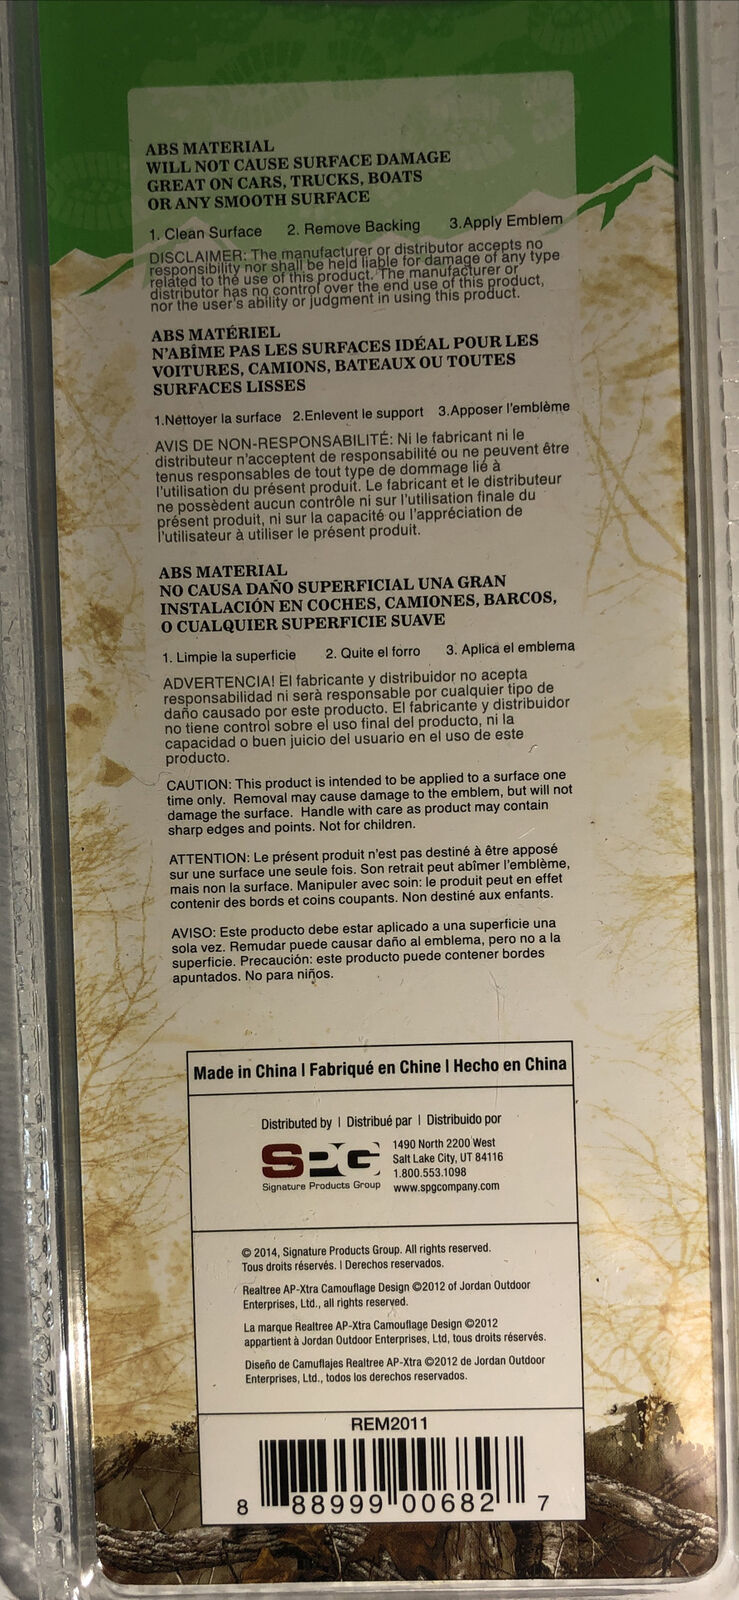 ABS MATERIAL
WILL NOT CAUSE SURFACE DAMAGE
GREAT ON CARS, TRUCKS, BOATS
OR ANY SMOOTH SURFACE
1. Clean Surface 2. Remove Backing 3.Apply Emblem
DISCLAIMER: The manufacturer or distributor accepts no
responsibility nor shall be held liable for damage of any type
related to the use of this product. The manufacturer or
distributor has no control over the end use of this product,
nor the user's ability or judgment in using this product.
ABS MATÉRIEL
N'ABÎME PAS LES SURFACES IDÉAL POUR LES
VOITURES, CAMIONS, BATEAUX OU TOUTES
SURFACES LISSES
1.Nettoyer la surface 2.Enlevent le support 3.Apposer l'emblème
AVIS DE NON-RESPONSABILITÉ: Ni le fabricant ni le
distributeur n'acceptent de responsabilité ou ne peuvent être
tenus responsables de tout type de dommage lié à
l'utilisation du présent produit. Le fabricant et le distributeur
ne possèdent aucun contrôle ni sur l'utilisation finale du
présent produit, ni sur la capacité ou l'appréciation de
l'utilisateur à utiliser le présent produit.
ABS MATERIAL
NO CAUSA DAÑO SUPERFICIAL UNA GRAN
INSTALACIÓN EN COCHES, CAMIONES, BARCOS,
O CUALQUIER SUPERFICIE SUAVE
1. Limpie la superficie 2. Quite el forro 3. Aplica el emblema
ADVERTENCIA! El fabricante y distribuidor no acepta
responsabilidad ni serà responsable por cualquier tipo de
daño causado por este producto. El fabricante y distribuidor
no tiene control sobre el uso final del producto, ni la
capacidad o buen juicio del usuario en el uso de este
producto.
CAUTION: This product is intended to be applied to a surface one
time only. Removal may cause damage to the emblem, but will not
damage the surface. Handle with care as product may contain
sharp edges and points. Not for children.
ATTENTION: Le présent produit n'est pas destiné à être apposé
sur une surface une seule fois. Son retrait peut abîmer l'emblème,
mais non la surface. Manipuler avec soin: le produit peut en effet
contenir des bords et coins coupants. Non destiné aux enfants.
AVISO: Este producto debe estar aplicado a una superficie una
sola vez. Remudar puede causar daño al emblema, pero no a la
superficie. Precaución: este producto puede contener bordes
apuntados. No para niños.
Made in China | Fabriqué en Chine | Hecho en China
Distributed by | Distribué par | Distribuido por
SPG
Signature Products Group
1490 North 2200 West
Salt Lake City, UT 84116
1.800.553.1098
www.spgcompany.com
© 2014, Signature Products Group. All rights reserved.
Tous droits réservés. | Derechos reservados.
Realtree AP-Xtra Camouflage Design ©2012 of Jordan Outdoor
Enterprises, Ltd., all rights reserved.
La marque Realtree AP-Xtra Camouflage Design ©2012
appartient à Jordan Outdoor Enterprises, Ltd, tous droits réservés.
Diseño de Camuflajes Realtree AP-Xtra ©2012 de Jordan Outdoor
Enterprises, Ltd., todos los derechos reservados.
REM2011
8 88999 00682 7